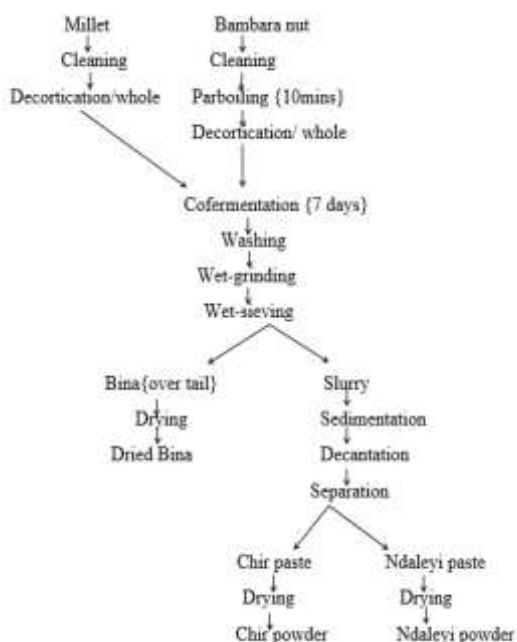 Millet Bambara nut
Cleaning Cleaning
Decortication/whole Parboiling {10mins}
Decortication/ whole
Cofermentation {7 days}
Washing
Wet-grinding
Wet-sieving
Bina{over tail} Slurry
Drying Sedimentation
Dried Bina Decantation
Separation
Chir paste Ndaleyi paste
Drying Drying
Chir powder Ndaleyi powder